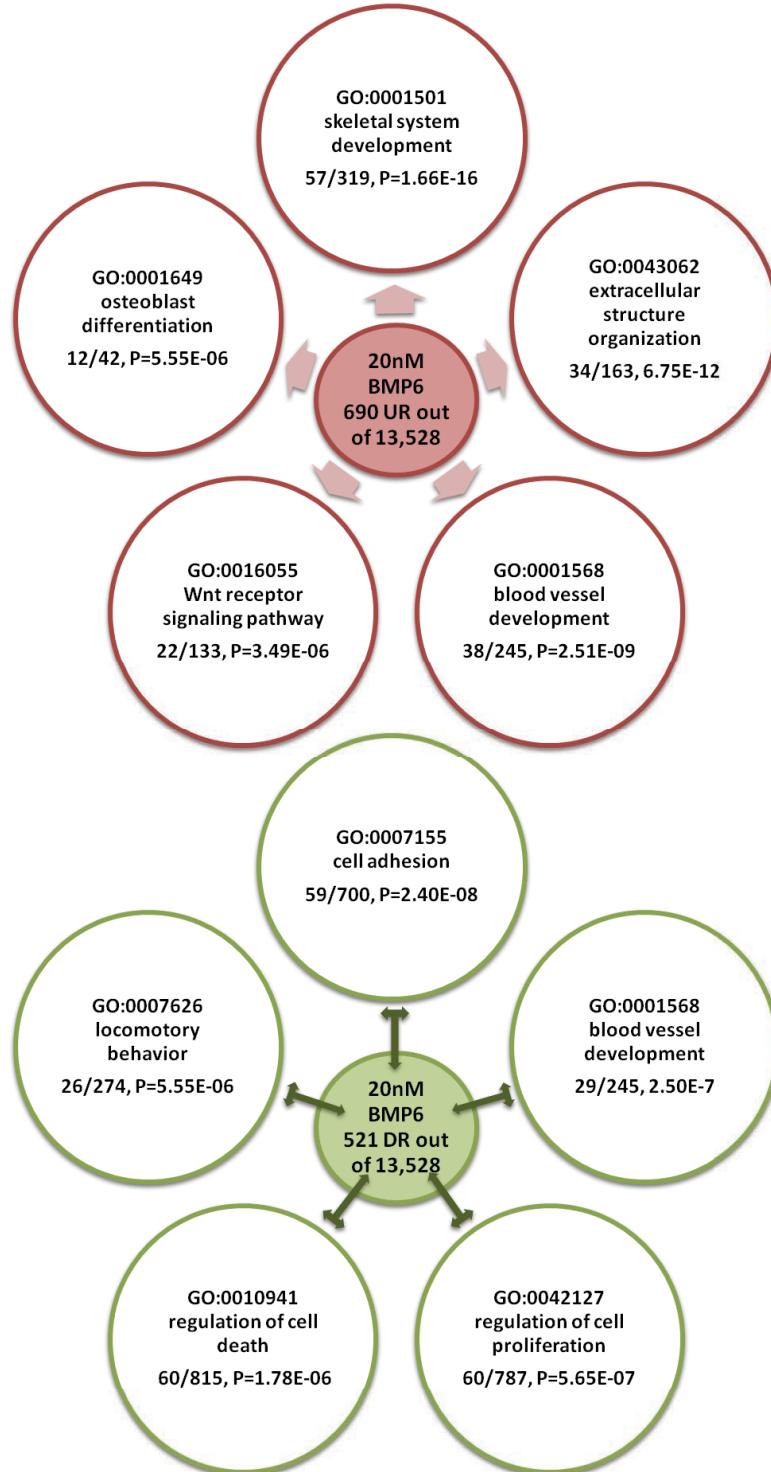 GO:0001501
skeletal system
development
57/319, P=1.66E-16
GO:0001649
osteoblast
differentiation
12/42, P=5.55E-06
GO:0043062
extracellular
structure
organization
34/163, 6.75E-12
20nM
BMP6
690 UR out
of 13,528
GO:0016055
Wnt receptor
signaling pathway
22/133, P=3.49E-06
GO:0001568
blood vessel
development
38/245, P=2.51E-09
GO:0007155
cell adhesion
59/700, P=2.40E-08
GO:0007626
locomotory
behavior
26/274, P=5.55E-06
GO:0001568
blood vessel
development
29/245, 2.50E-7
20nM
BMP6
521 DR out
of 13,528
GO:0010941
regulation of cell
death
60/815, P=1.78E-06
GO:0042127
regulation of cell
proliferation
60/787, P=5.65E-07